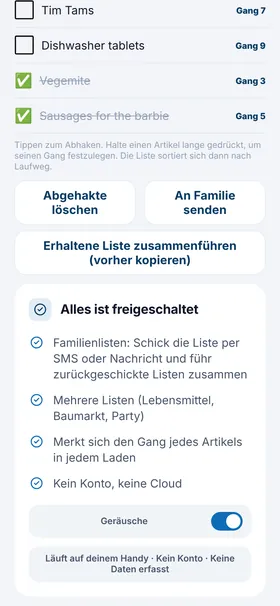 Tim Tams Gang 7
Dishwasher tablets Gang 9
Vegemite Gang 3
Sausages for the barbie Gang 5
Tippen zum Abhaken. Halte einen Artikel lange gedrückt, um
seinen Gang festzulegen. Die Liste sortiert sich dann nach
Laufweg.
Abgehakte
löschen
An Familie
senden
Erhaltene Liste zusammenführen
(vorher kopieren)
Alles ist freigeschaltet
Familienlisten: Schick die Liste per
SMS oder Nachricht und führ
zurückgeschickte Listen zusammen
Mehrere Listen (Lebensmittel,
Baumarkt, Party)
Merkt sich den Gang jedes Artikels
in jedem Laden
Kein Konto, keine Cloud
Geräusche
Läuft auf deinem Handy · Kein Konto · Keine
Daten erfasst